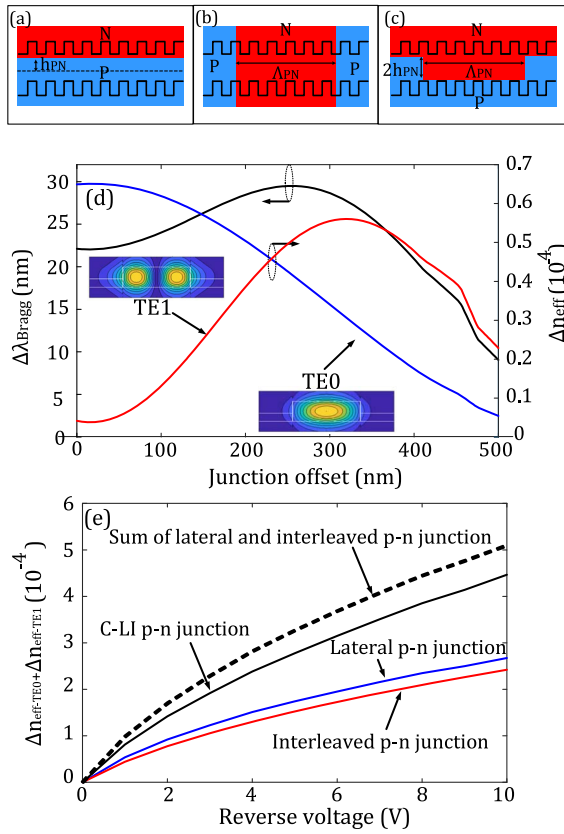 (a)
N
hPN
P
(b)
P
ΛPN
P
(c)
N
2hPN
ΛPN
P
(d)
30
25
20
15
10
5
0
ΔλBragg (nm)
0.7
0.6
0.5
0.4
0.3
0.2
0.1
0
Δneff (10⁻⁴)
TE1
TE0
0 100 200 300 400 500
Junction offset (nm)
(e)
6
5
4
3
2
1
0
Δneff-TE0+Δneff-TE1 (10⁻⁴)
Sum of lateral and interleaved p-n junction
C-LI p-n junction
Lateral p-n junction
Interleaved p-n junction
0 2 4 6 8 10
Reverse voltage (V)